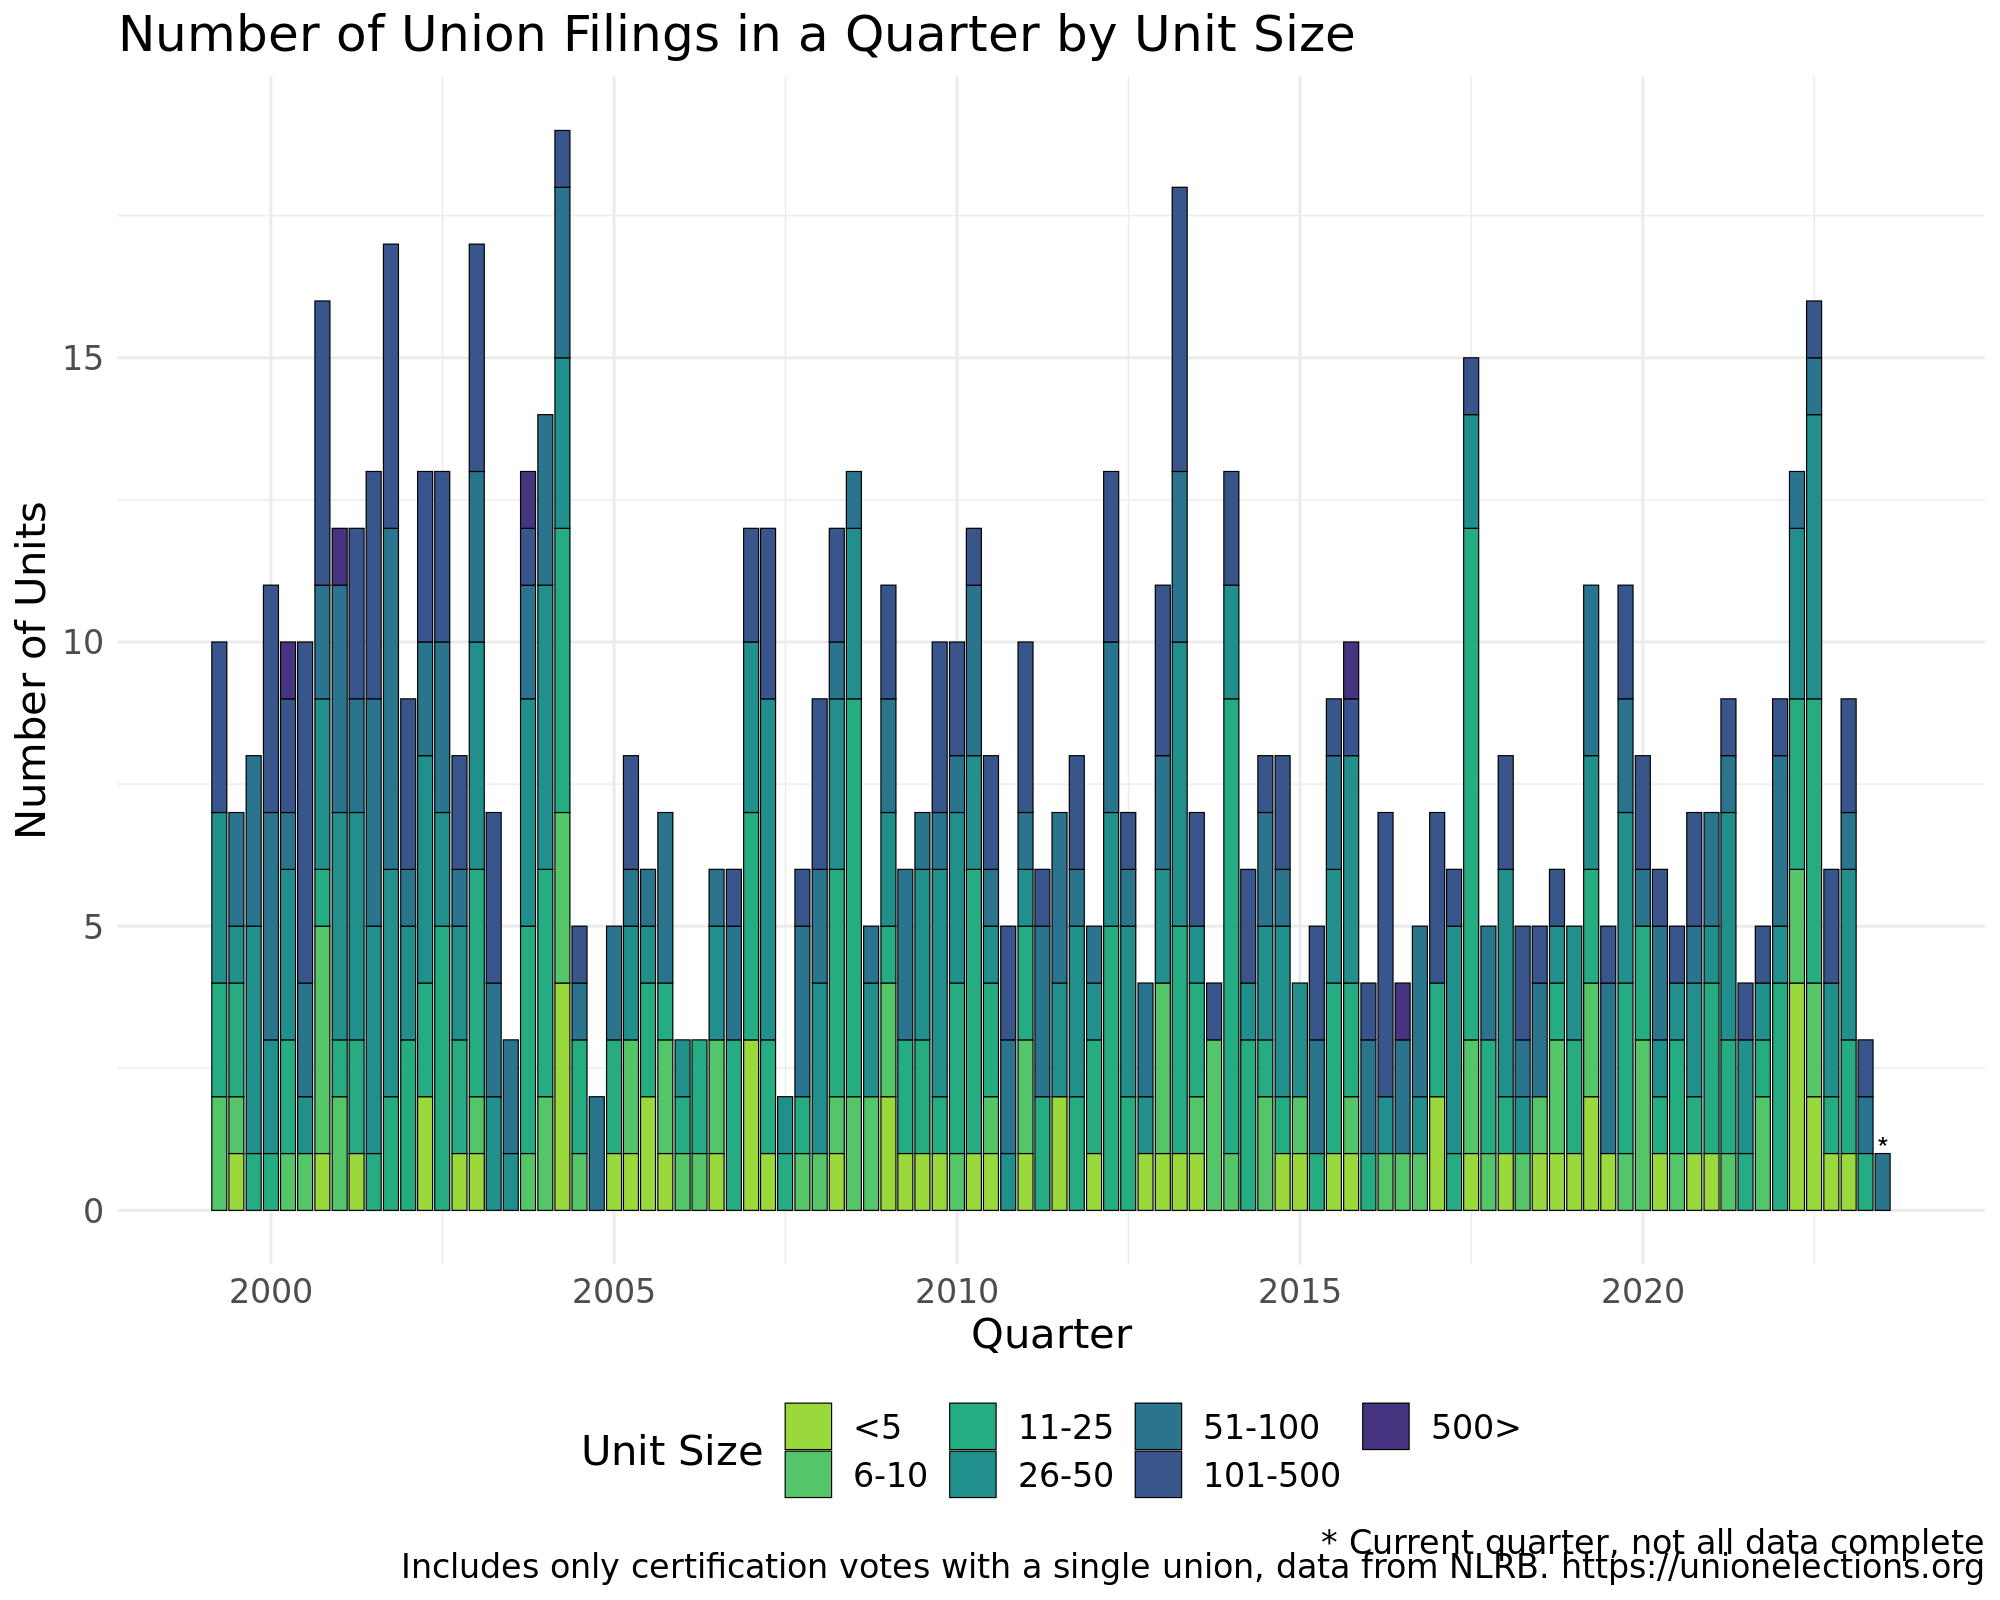 Number of Union Filings in a Quarter by Unit Size
Number of Units
15
10
5
0
*
2000 2005 2010 2015 2020
Quarter
Unit Size
<5 11-25 51-100 500>
6-10 26-50 101-500
* Current quarter, not all data complete
Includes only certification votes with a single union, data from NLRB. https://unionelections.org